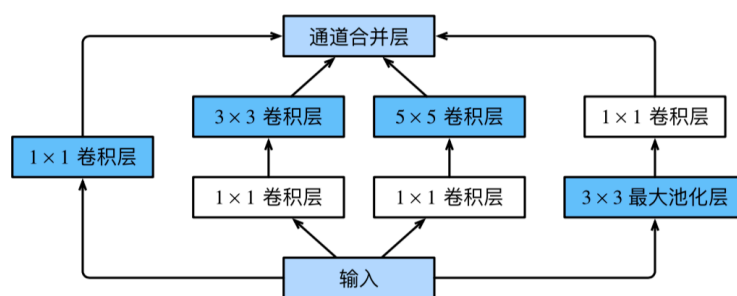 通道合并层
3 × 3 卷积层
5 × 5 卷积层
1 × 1 卷积层
1 × 1 卷积层
1 × 1 卷积层
1 × 1 卷积层
3 × 3 最大池化层
输入